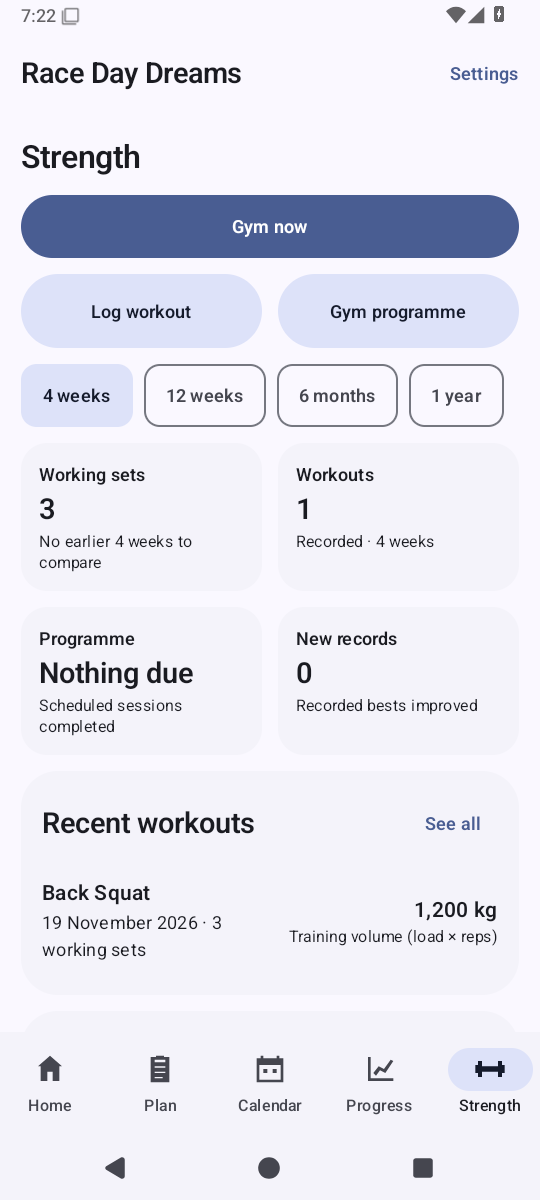 7:22
Race Day Dreams
Settings
Strength
Gym now
Log workout
Gym programme
4 weeks
12 weeks
6 months
1 year
Working sets
3
No earlier 4 weeks to
compare
Workouts
1
Recorded · 4 weeks
Programme
Nothing due
Scheduled sessions
completed
New records
0
Recorded bests improved
Recent workouts
See all
Back Squat
19 November 2026 · 3
working sets
1,200 kg
Training volume (load × reps)
Home
Plan
Calendar
Progress
Strength